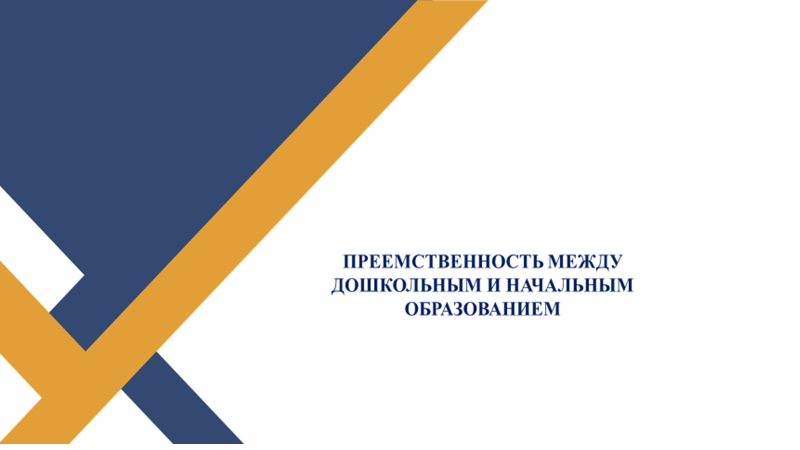 ПРЕЕМСТВЕННОСТЬ МЕЖДУ
ДОШКОЛЬНЫМ И НАЧАЛЬНЫМ
ОБРАЗОВАНИЕМ